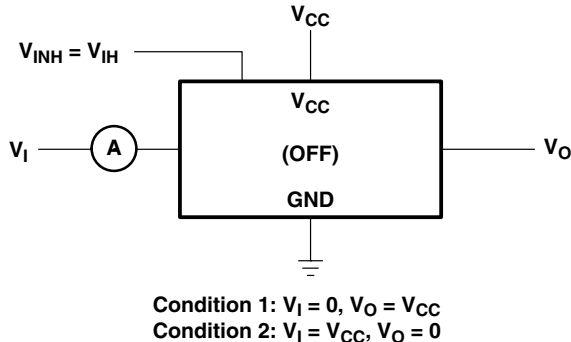 VCC
VINH = VIH
VCC
VI
A
(OFF)
VO
GND
Condition 1: VI = 0, VO = VCC
Condition 2: VI = VCC, VO = 0